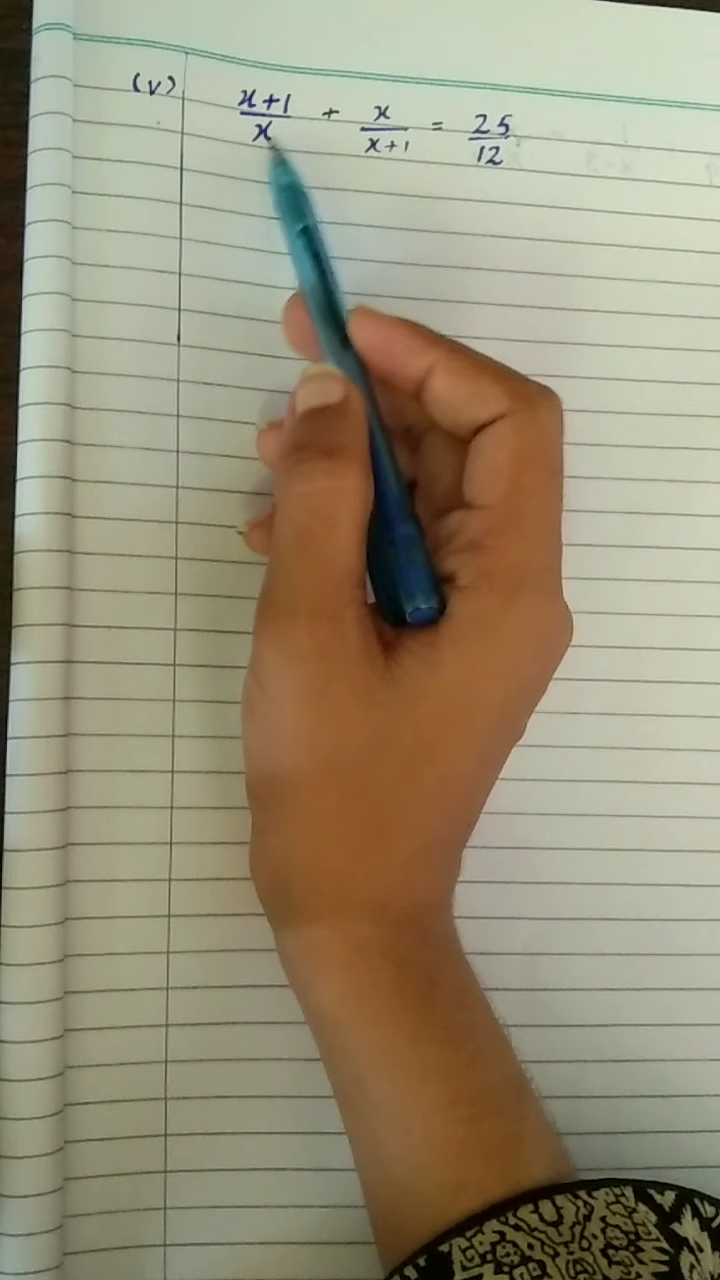 (v) x+1/x + x/x+1 = 25/12